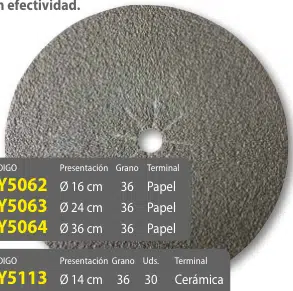 n efectividad.
DIGO Presentación Grano Terminal
Y5062 Ø 16 cm 36 Papel
Y5063 Ø 24 cm 36 Papel
Y5064 Ø 36 cm 36 Papel
DIGO Presentación Grano Uds. Terminal
Y5113 Ø 14 cm 36 30 Cerámica